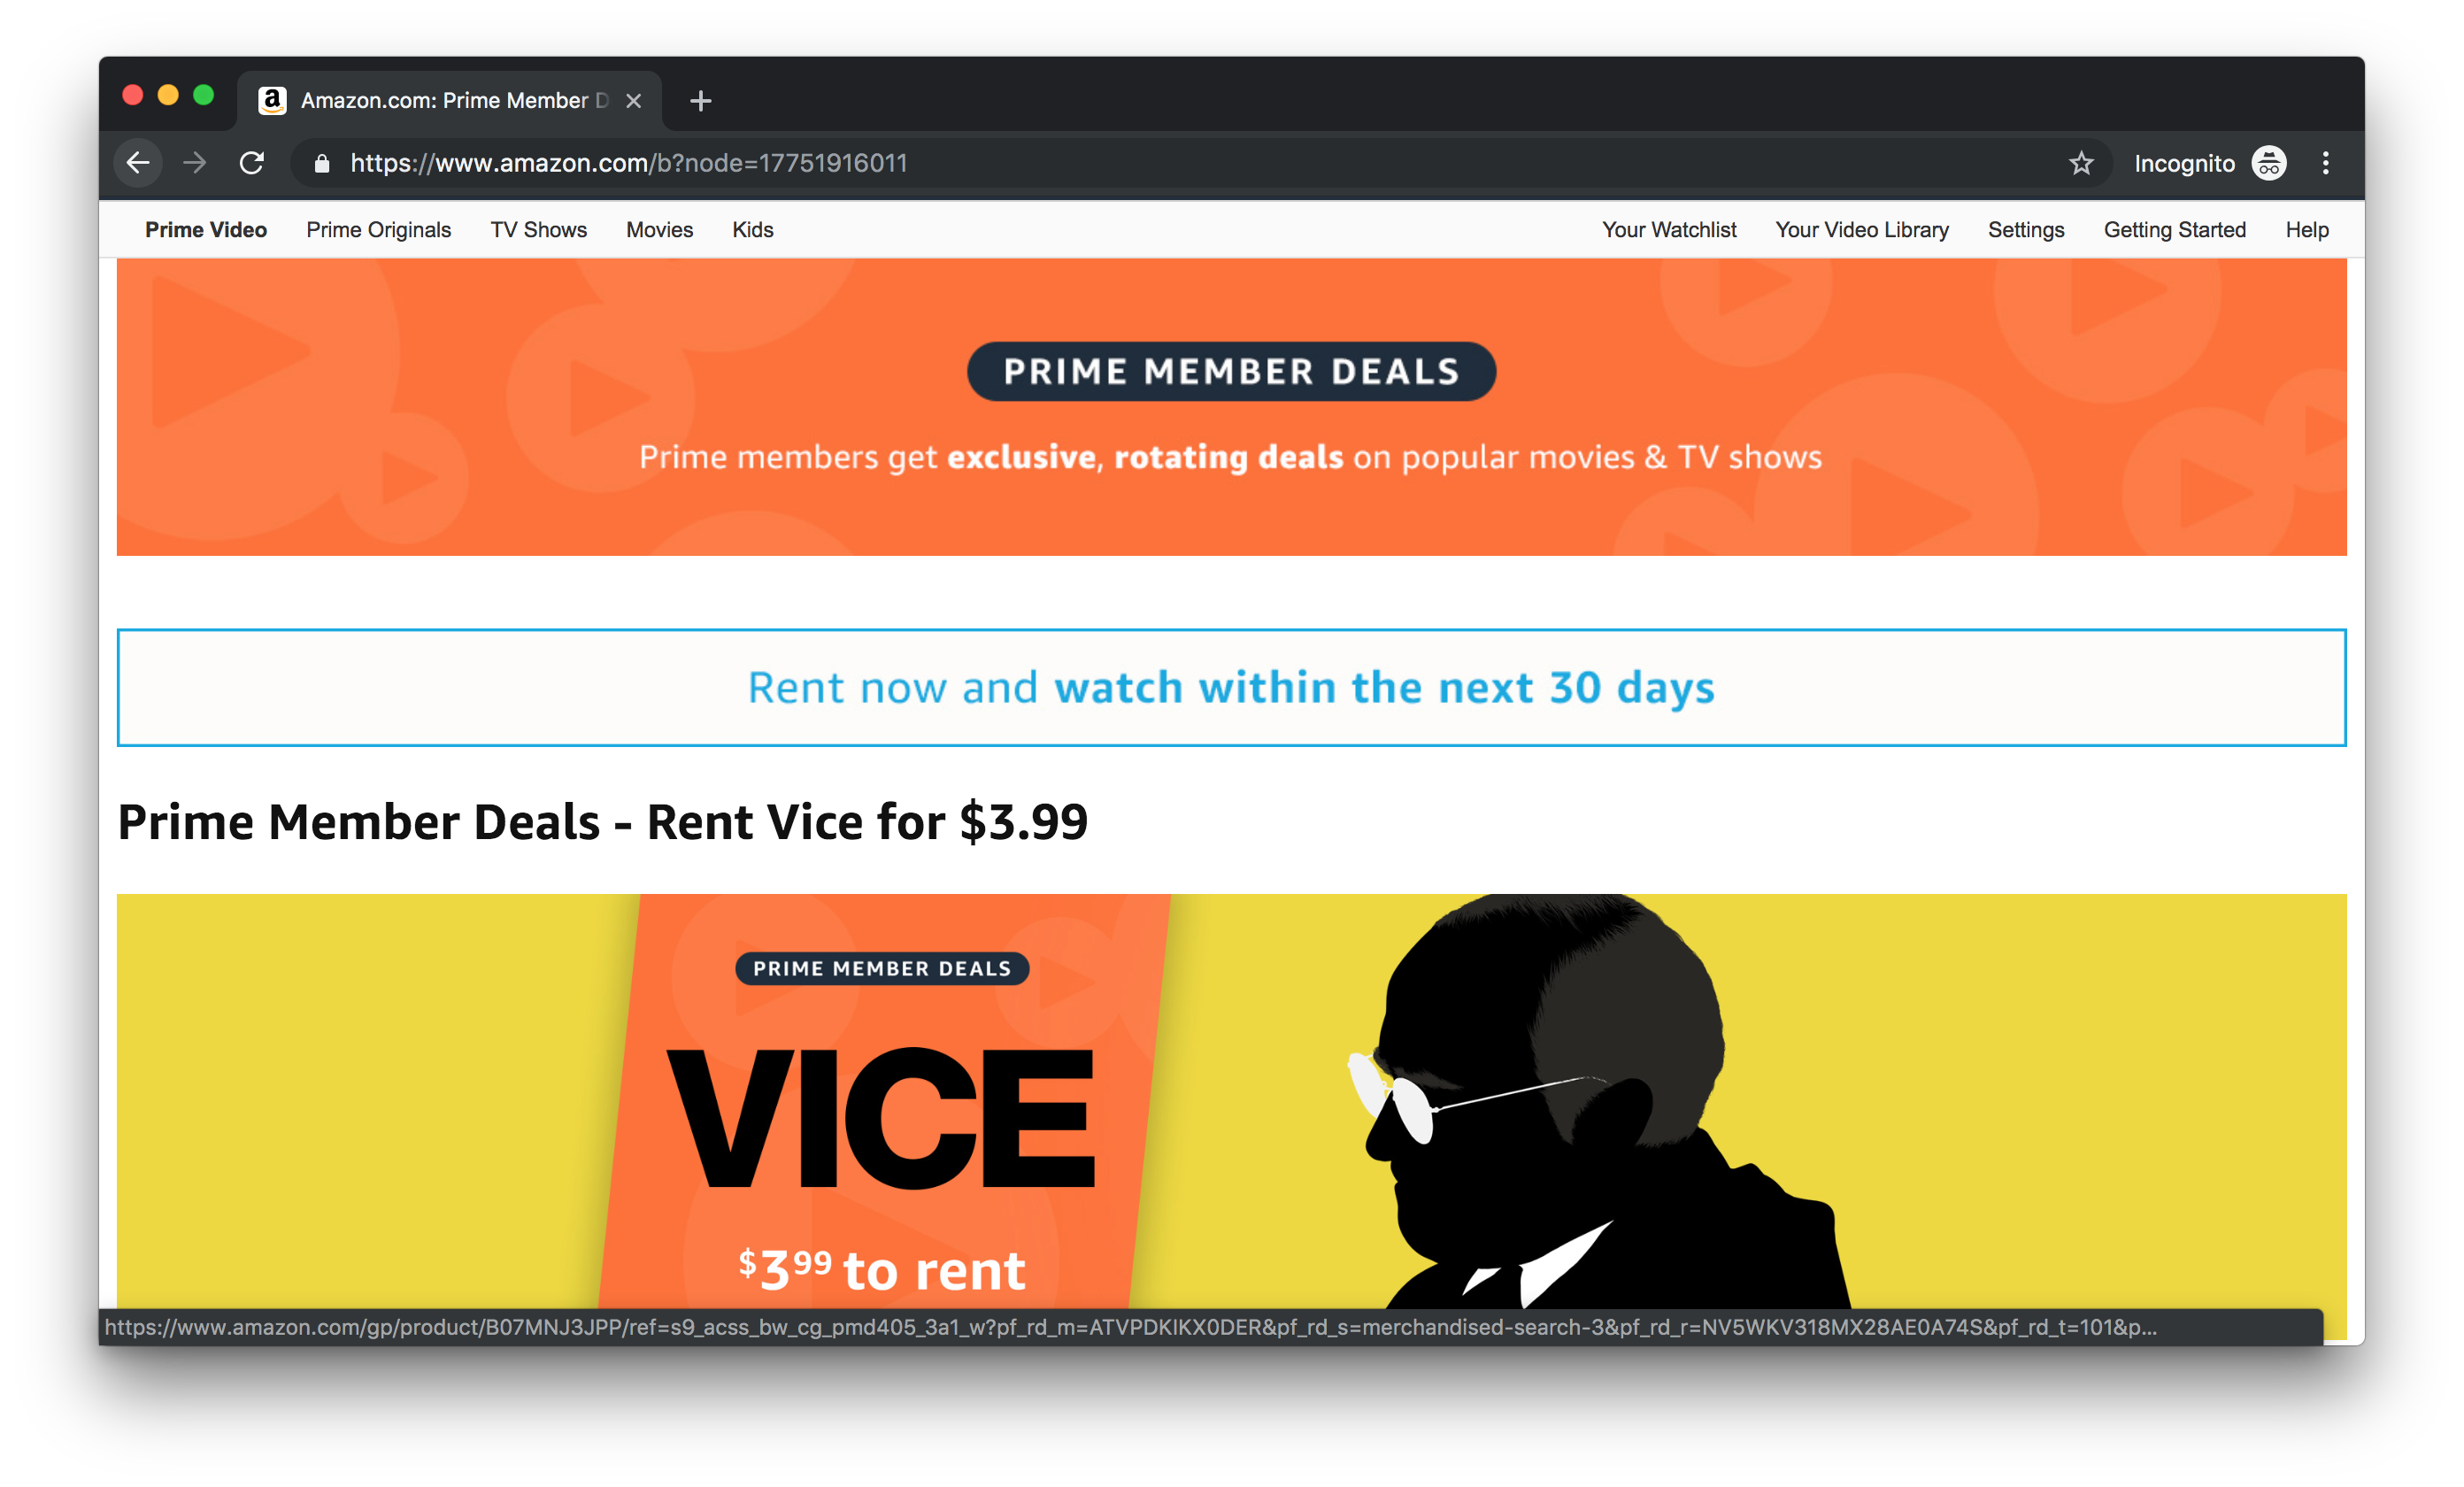 Amazon.com: Prime Member D
https://www.amazon.com/b?node=17751916011
Incognito
Prime Video Prime Originals TV Shows Movies Kids Your Watchlist Your Video Library Settings Getting Started Help
PRIME MEMBER DEALS
Prime members get exclusive, rotating deals on popular movies & TV shows
Rent now and watch within the next 30 days
Prime Member Deals - Rent Vice for $3.99
PRIME MEMBER DEALS
VICE
$399 to rent
https://www.amazon.com/gp/product/B07MNJ3JPP/ref=s9_acss_bw_cg_pmd405_3a1_w?pf_rd_m=ATVPDKIKX0DER&pf_rd_s=merchandised-search-3&pf_rd_r=NV5WKV318MX28AE0A74S&pf_rd_t=101&p...